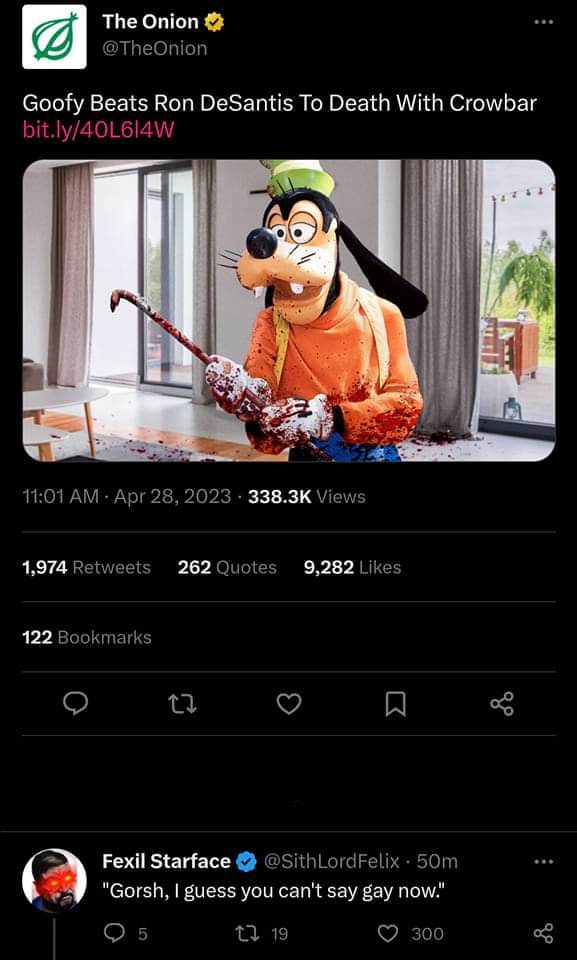 The Onion
@TheOnion
Goofy Beats Ron DeSantis To Death With Crowbar
bit.ly/40L6l4W
11:01 AM · Apr 28, 2023 · 338.3K Views
1,974 Retweets 262 Quotes 9,282 Likes
122 Bookmarks
Fexil Starface @SithLordFelix · 50m
"Gorsh, I guess you can't say gay now."
5 19 300